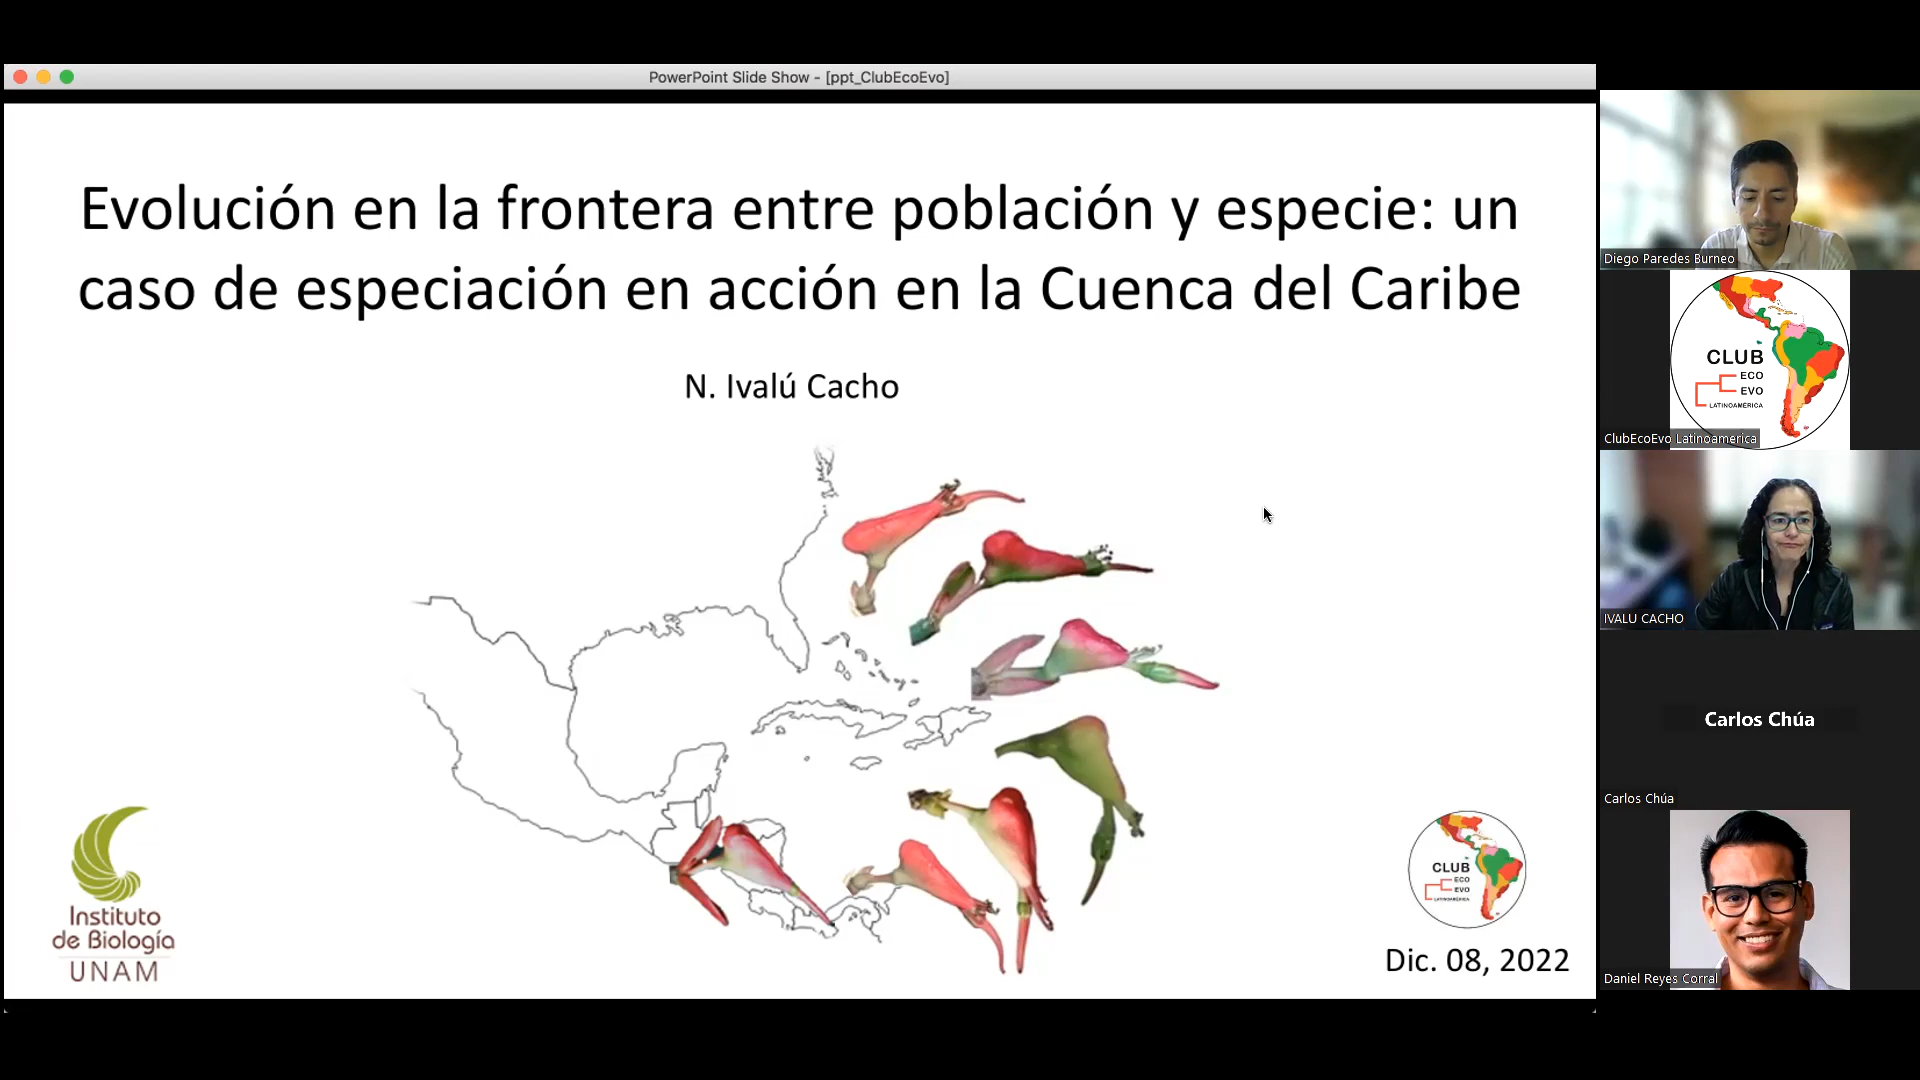 PowerPoint Slide Show - [ppt_ClubEcoEvo]
Evolución en la frontera entre población y especie: un
caso de especiación en acción en la Cuenca del Caribe
N. Ivalú Cacho
Instituto
de Biología
UNAM
CLUB
ECO
EVO
LATINOAMÉRICA
Dic. 08, 2022
Diego Paredes Burneo
CLUB
ECO
EVO
LATINOAMÉRICA
ClubEcoEvo Latinoamerica
IVALU CACHO
Carlos Chúa
Carlos Chúa
Daniel Reyes Corral